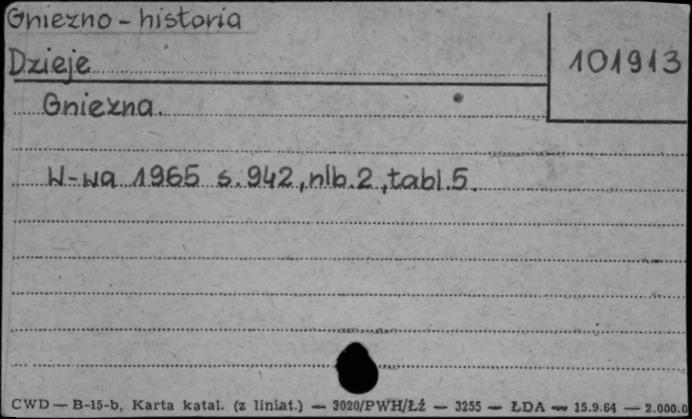 Gniezno - historia
Dzieje
101913
Gniezna.
W-wa 1965 s. 942, nlb. 2, tabl. 5.
CWD — B-15-b, Karta katal. (z liniat.) — 3020/PWH/Łź — 3255 — ŁDA — 15.9.64 — 2.000.0